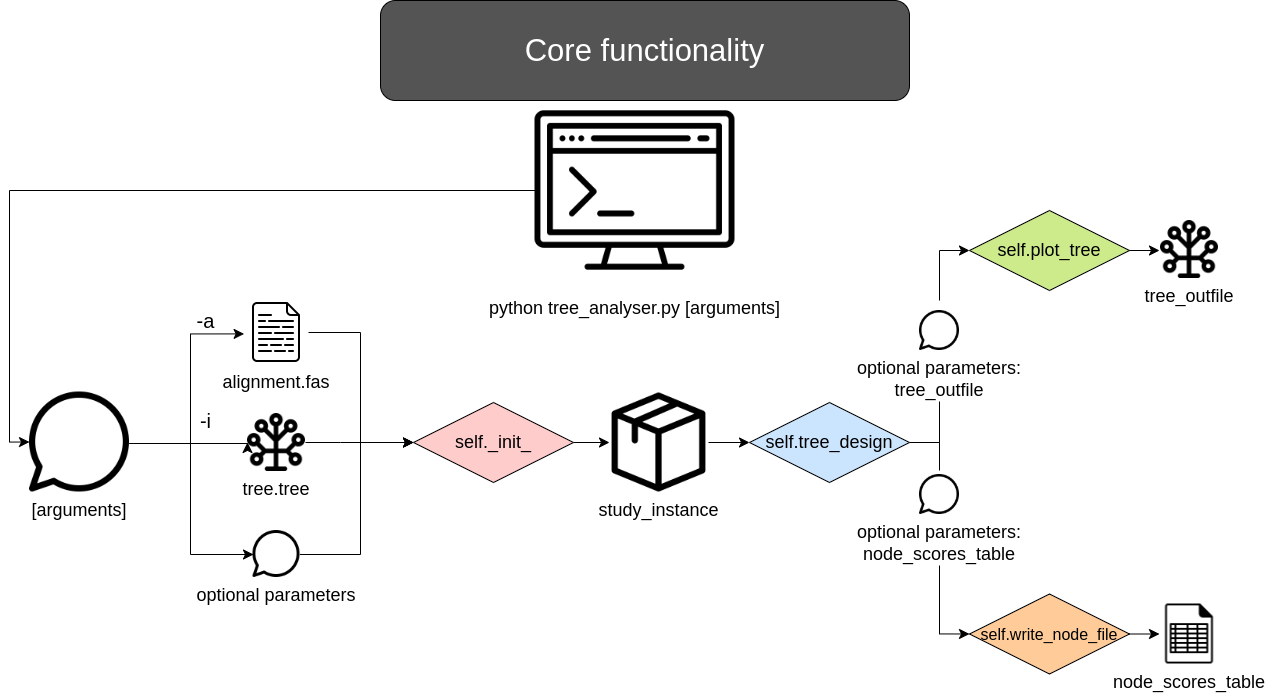 Core functionality
python tree_analyser.py [arguments]
-a
alignment.fas
-i
tree.tree
[arguments]
optional parameters
self._init_
study_instance
self.tree_design
optional parameters:
tree_outfile
self.plot_tree
tree_outfile
optional parameters:
node_scores_table
self.write_node_file
node_scores_table